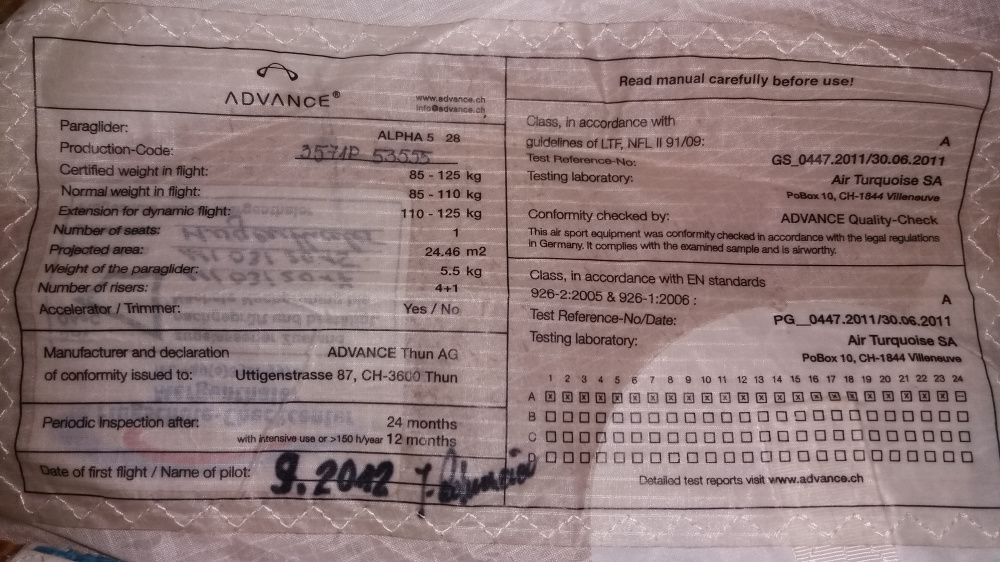 ADVANCE®
www.advance.ch
info@advance.ch
Paraglider: ALPHA 5 28
Production-Code: 3571P 53555
Certified weight in flight: 85 - 125 kg
Normal weight in flight: 85 - 110 kg
Extension for dynamic flight: 110 - 125 kg
Number of seats: 1
Projected area: 24.46 m2
Weight of the paraglider: 5.5 kg
Number of risers: 4+1
Accelerator / Trimmer: Yes / No
Manufacturer and declaration ADVANCE Thun AG
of conformity issued to: Uttigenstrasse 87, CH-3600 Thun
Periodic Inspection after: 24 months
with intensive use or >150 h/year 12 months
Date of first flight / Name of pilot: 9.2012
Read manual carefully before use!
Class, in accordance with
guidelines of LTF, NFL II 91/09: A
Test Reference-No: GS_0447.2011/30.06.2011
Testing laboratory: Air Turquoise SA
PoBox 10, CH-1844 Villeneuve
Conformity checked by: ADVANCE Quality-Check
This air sport equipment was conformity checked in accordance with the legal regulations
in Germany. It complies with the examined sample and is airworthy.
Class, in accordance with EN standards
926-2:2005 & 926-1:2006 : A
Test Reference-No/Date: PG_0447.2011/30.06.2011
Testing laboratory: Air Turquoise SA
PoBox 10, CH-1844 Villeneuve
1 2 3 4 5 6 7 8 9 10 11 12 13 14 15 16 17 18 19 20 21 22 23 24
A
B
C
D
Detailed test reports visit www.advance.ch